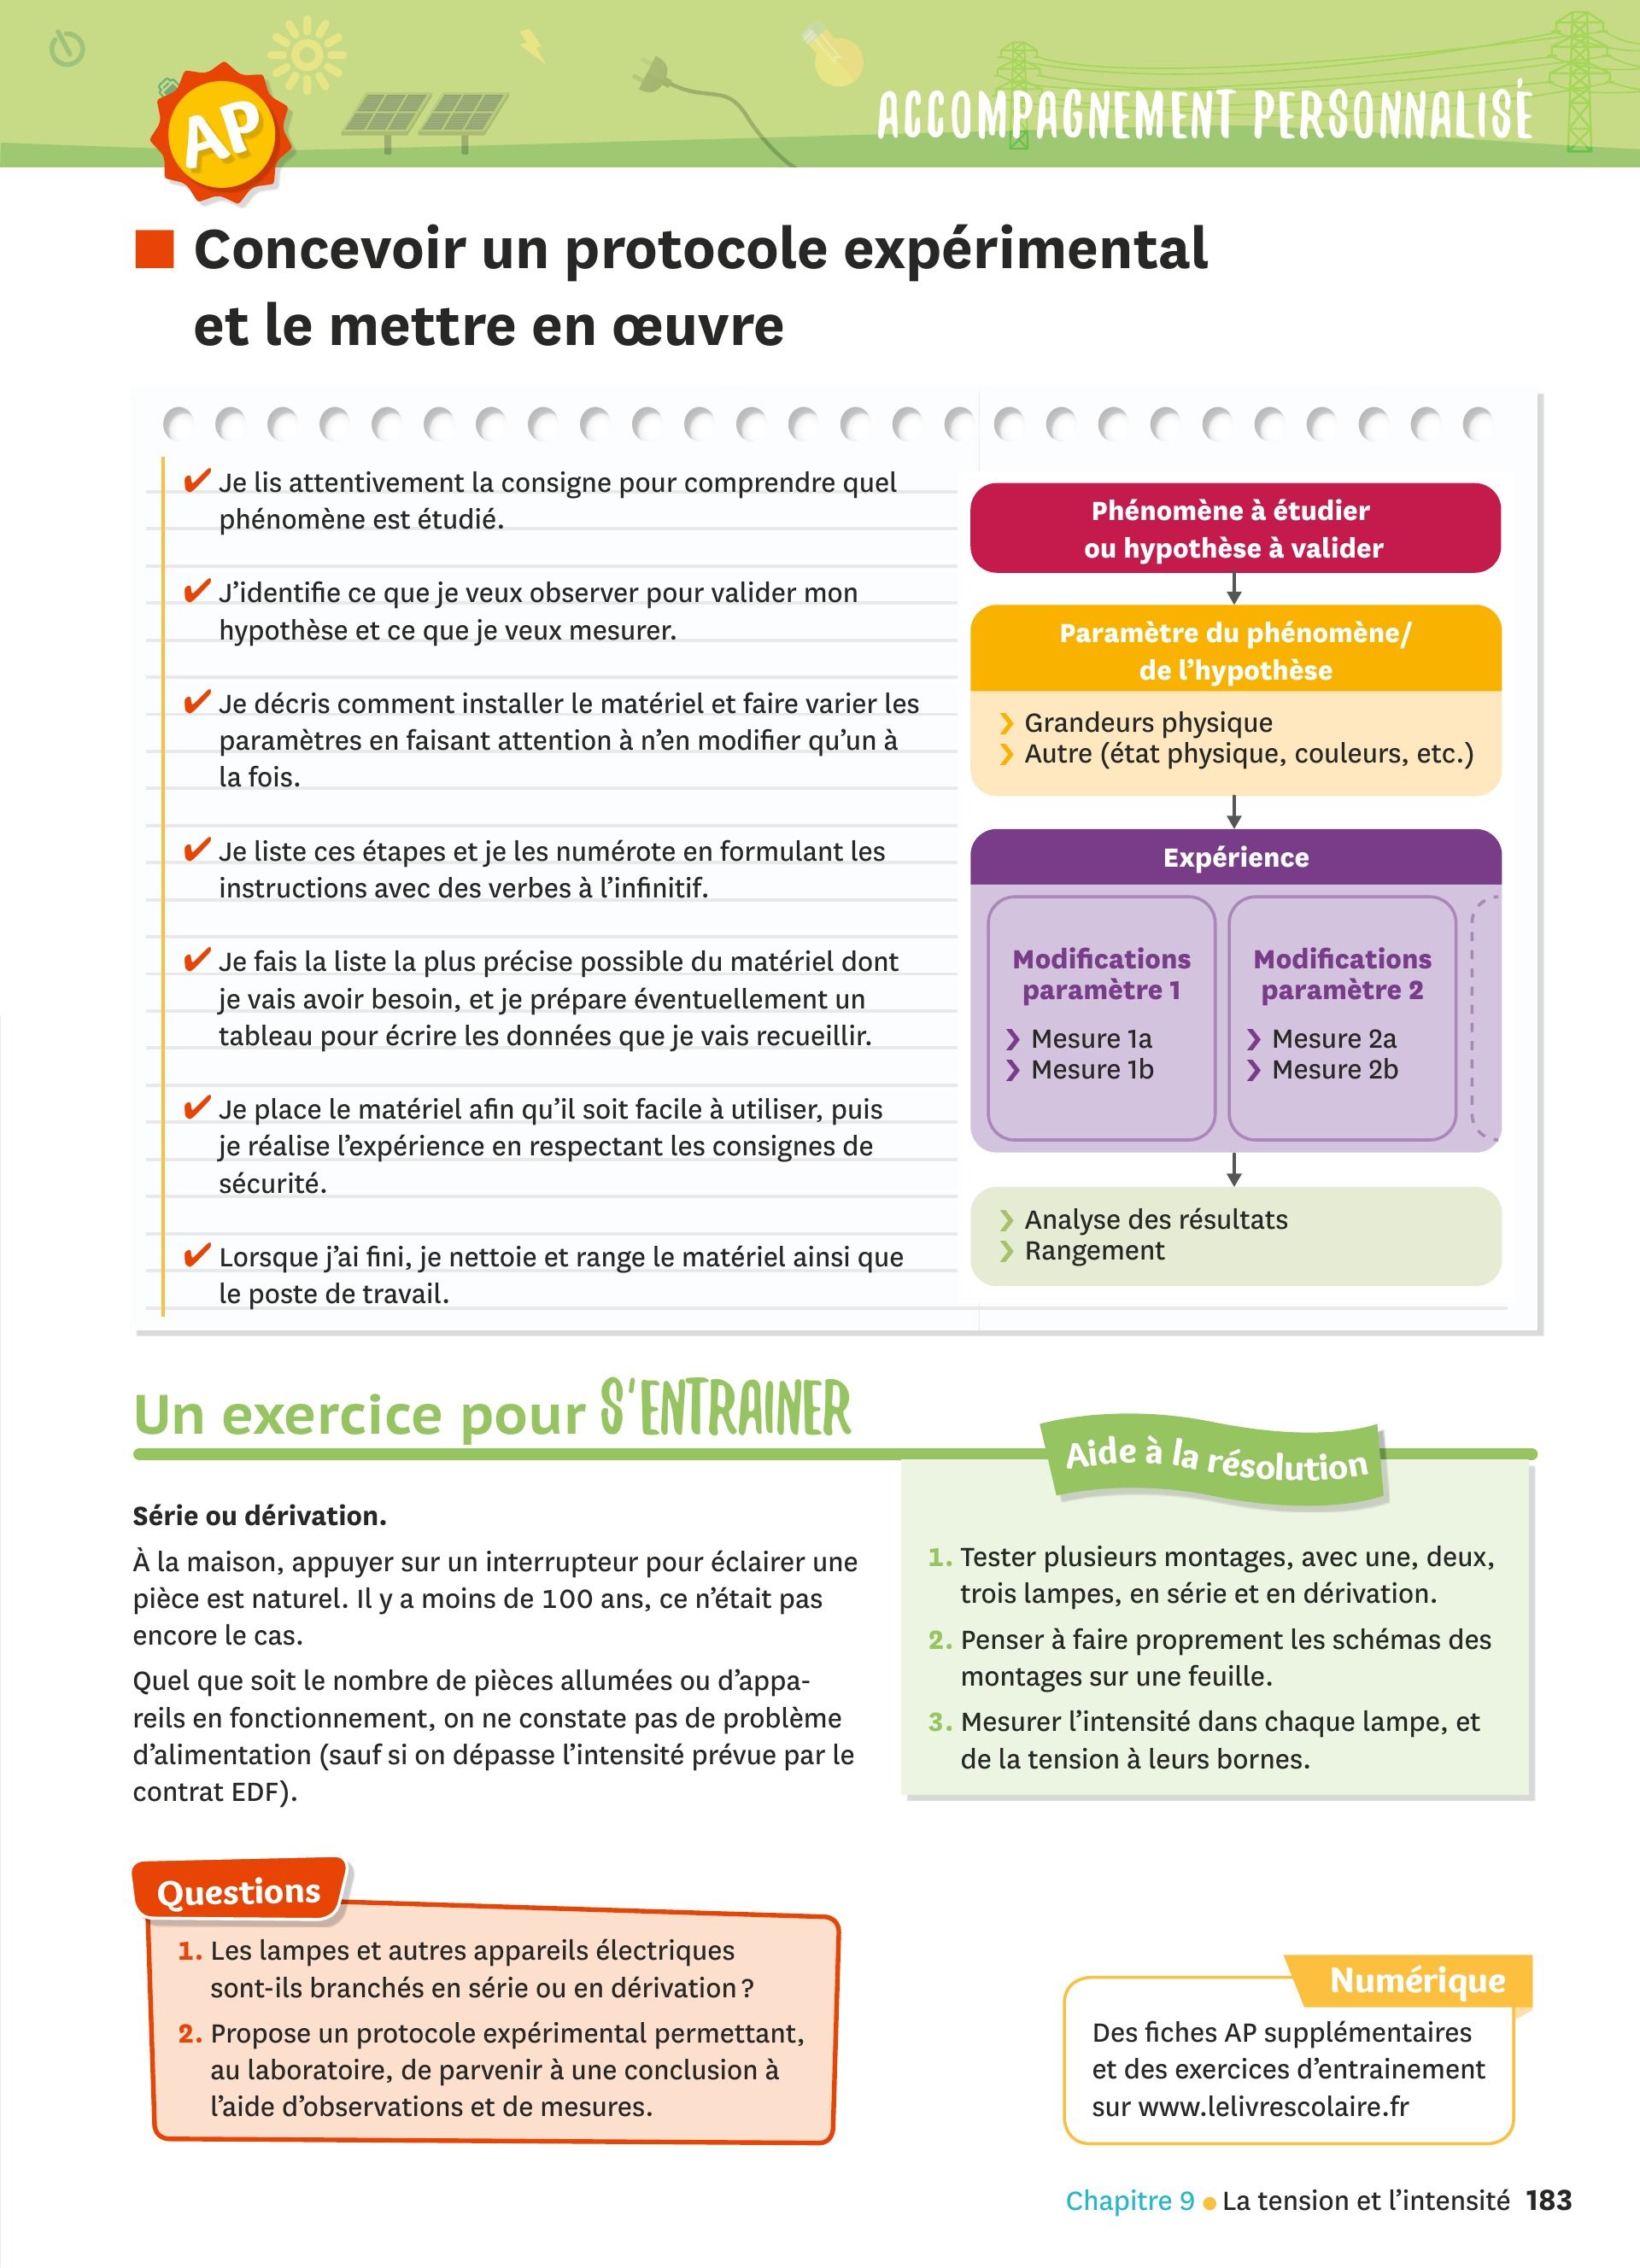 AP
ACCOMPAGNEMENT PERSONNALISÉ
Concevoir un protocole expérimental
et le mettre en œuvre
✔ Je lis attentivement la consigne pour comprendre quel
phénomène est étudié.
✔ J’identifie ce que je veux observer pour valider mon
hypothèse et ce que je veux mesurer.
✔ Je décris comment installer le matériel et faire varier les
paramètres en faisant attention à n’en modifier qu’un à
la fois.
✔ Je liste ces étapes et je les numérote en formulant les
instructions avec des verbes à l’infinitif.
✔ Je fais la liste la plus précise possible du matériel dont
je vais avoir besoin, et je prépare éventuellement un
tableau pour écrire les données que je vais recueillir.
✔ Je place le matériel afin qu’il soit facile à utiliser, puis
je réalise l’expérience en respectant les consignes de
sécurité.
✔ Lorsque j’ai fini, je nettoie et range le matériel ainsi que
le poste de travail.
Phénomène à étudier
ou hypothèse à valider
Paramètre du phénomène/
de l’hypothèse
❯ Grandeurs physique
❯ Autre (état physique, couleurs, etc.)
Expérience
Modifications
paramètre 1
❯ Mesure 1a
❯ Mesure 1b
Modifications
paramètre 2
❯ Mesure 2a
❯ Mesure 2b
❯ Analyse des résultats
❯ Rangement
Un exercice pour S’ENTRAINER
Série ou dérivation.
À la maison, appuyer sur un interrupteur pour éclairer une
pièce est naturel. Il y a moins de 100 ans, ce n’était pas
encore le cas.
Quel que soit le nombre de pièces allumées ou d’appa-
reils en fonctionnement, on ne constate pas de problème
d’alimentation (sauf si on dépasse l’intensité prévue par le
contrat EDF).
Aide à la résolution
1. Tester plusieurs montages, avec une, deux,
trois lampes, en série et en dérivation.
2. Penser à faire proprement les schémas des
montages sur une feuille.
3. Mesurer l’intensité dans chaque lampe, et
de la tension à leurs bornes.
Questions
1. Les lampes et autres appareils électriques
sont-ils branchés en série ou en dérivation ?
2. Propose un protocole expérimental permettant,
au laboratoire, de parvenir à une conclusion à
l’aide d’observations et de mesures.
Numérique
Des fiches AP supplémentaires
et des exercices d’entrainement
sur www.lelivrescolaire.fr
Chapitre 9 ● La tension et l’intensité 183